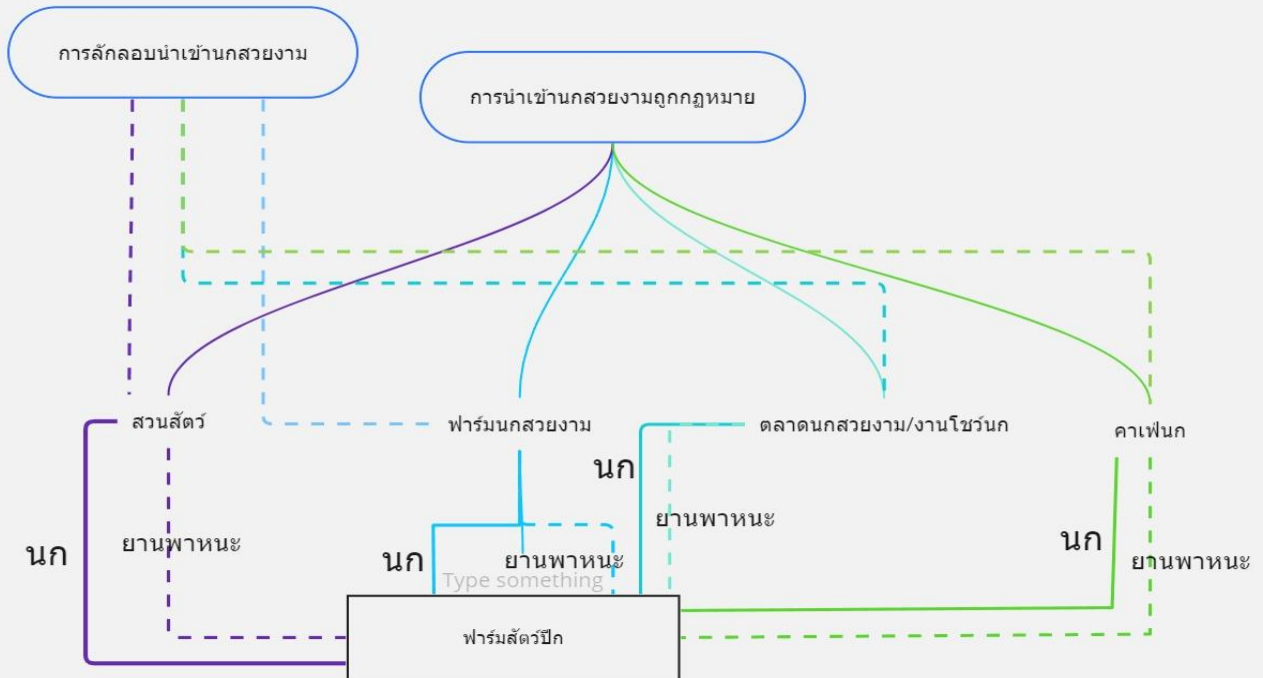 การลักลอบนำเข้านกสวยงาม
การนำเข้านกสวยงามถูกกฎหมาย
สวนสัตว์
ฟาร์มนกสวยงาม
ตลาดนกสวยงาม/งานโชว์นก
คาเฟ่นก
นก
ยานพาหนะ
นก
ยานพาหนะ
นก
ยานพาหนะ
นก
ยานพาหนะ
Type something
ฟาร์มสัตว์ปีก